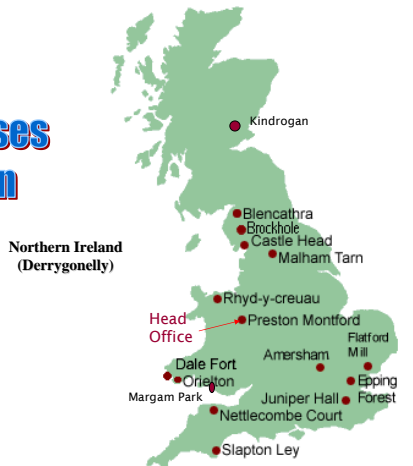 Kindrogan
ses
n
Blencathra
Brockhole
Northern Ireland
(Derrygonelly)
Castle Head
Malham Tarn
Rhyd-y-creuau
Head
Office
Preston Montford
Flatford
Mill
Amersham
Dale Fort
Orielton
Epping
Forest
Margam Park
Juniper Hall
Nettlecombe Court
Slapton Ley